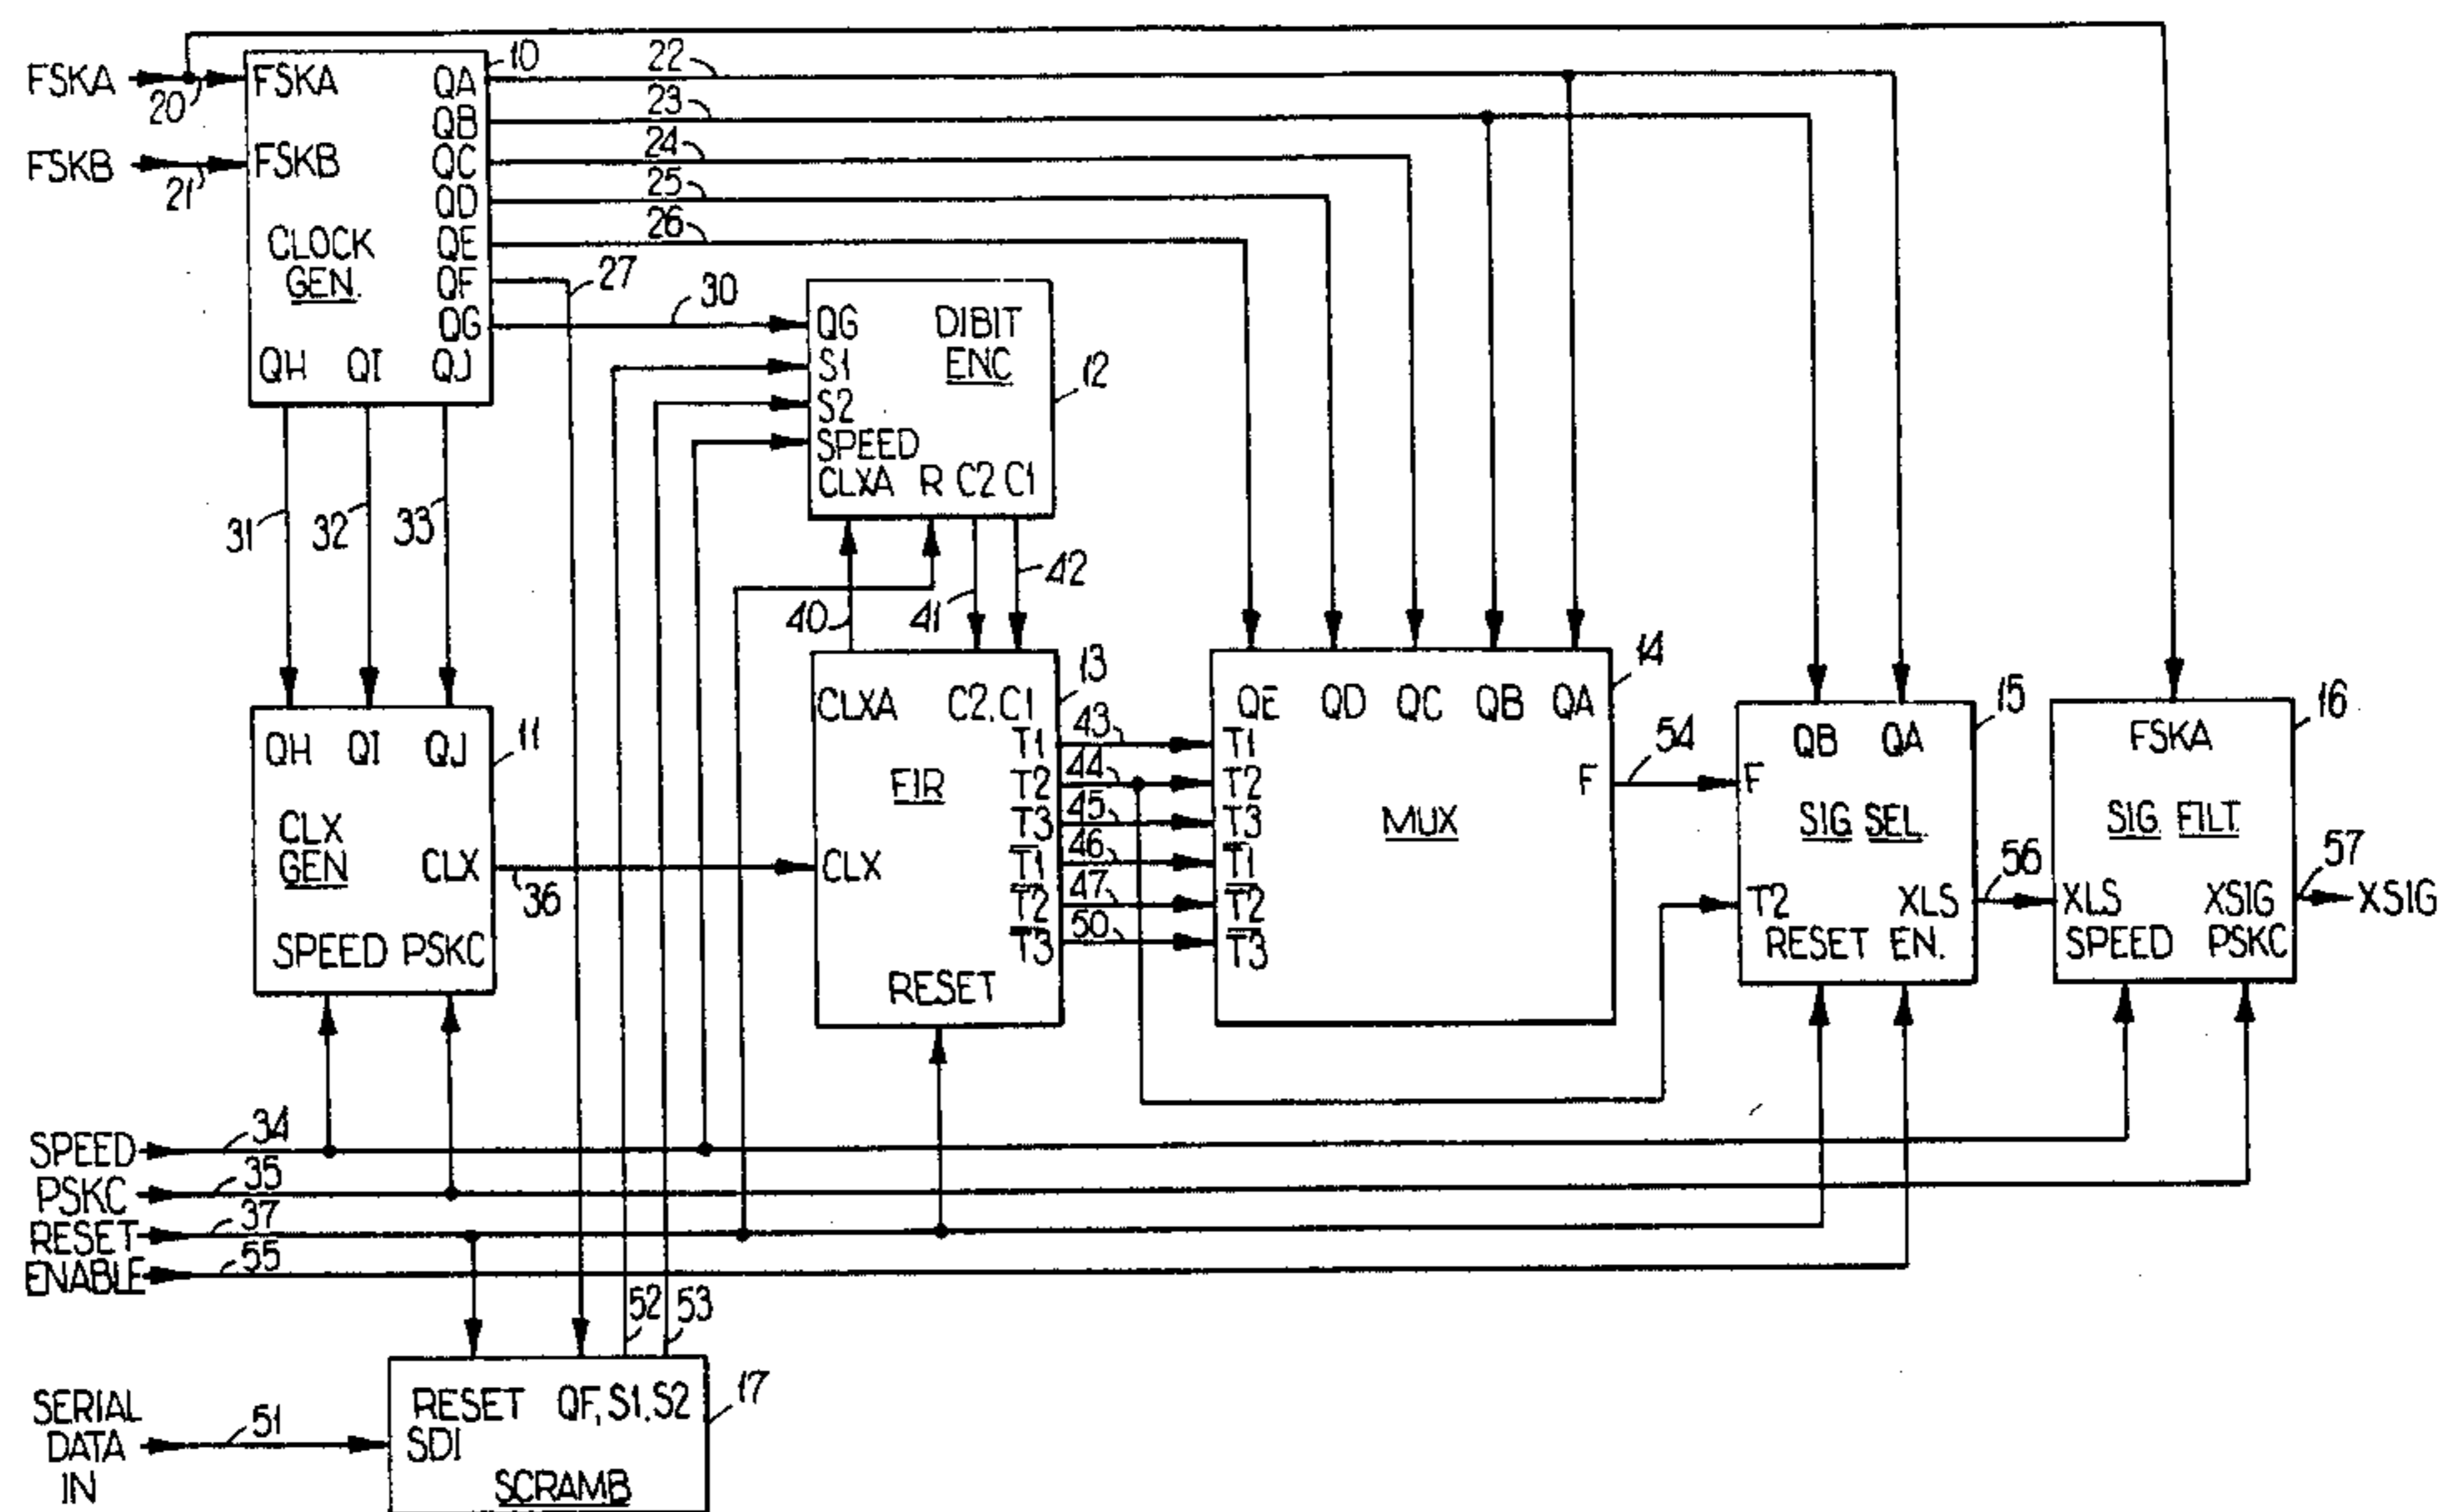 FSKA
20
FSKB
21
10
FSKA QA
QB
FSKB QC
QD
CLOCK QE
GEN. QF
QG
QH QI QJ
22
23
24
25
26
27
30
31
32
33
QG DIBIT
S1 ENC
S2
SPEED
CLXA R C2 C1
12
40
41
42
QH QI QJ
CLX
GEN CLX
SPEED PSKC
11
36
CLXA C2,C1
T1
FIR T2
T3
CLX T1̅
T2̅
T3̅
RESET
13
43
44
45
46
47
50
QE QD QC QB QA
T1
T2 F
T3 MUX
T1̅
T2̅
T3̅
14
54
QB QA
F
SIG SEL.
T2 XLS
RESET EN.
15
56
FSKA
SIG. FILT.
XLS XSIG
SPEED PSKC
16
57
XSIG
SPEED
34
PSKC
35
RESET
37
ENABLE
55
52
53
SERIAL
DATA
IN
51
RESET QF,S1,S2
SDI
SCRAMB
17